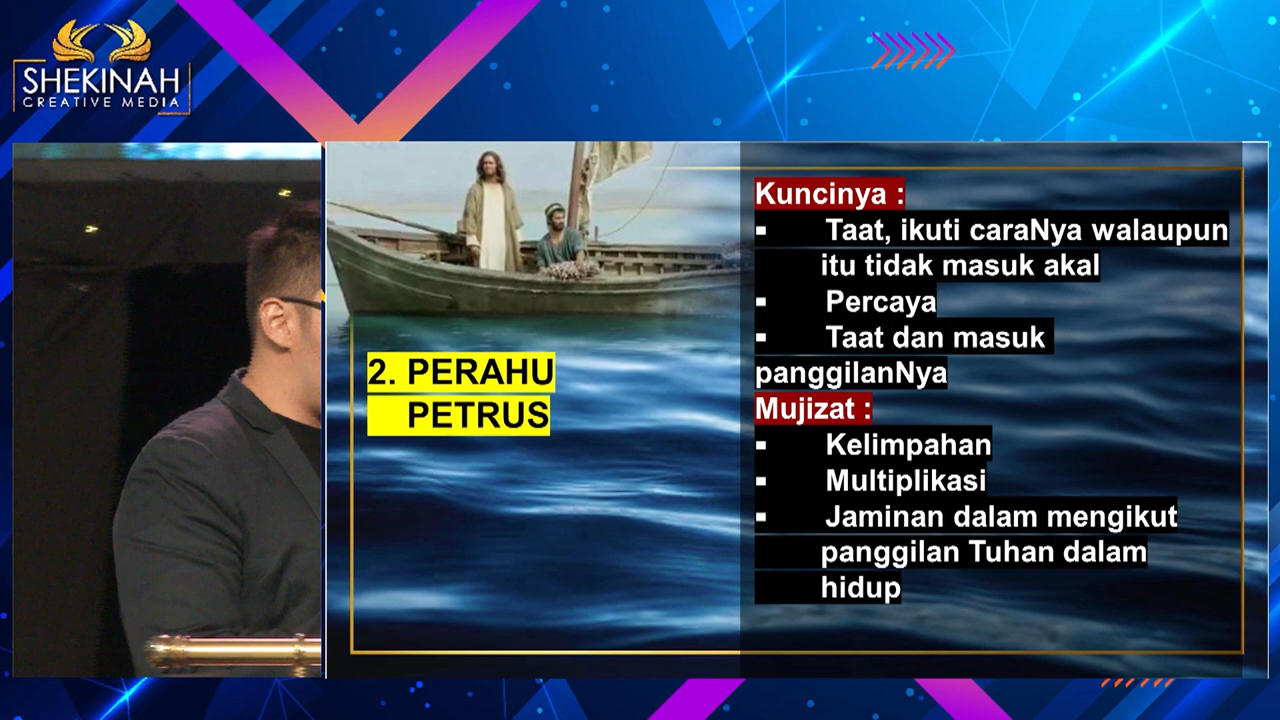 SHEKINAH
CREATIVE MEDIA
2. PERAHU
PETRUS
Kuncinya :
▪ Taat, ikuti caraNya walaupun
itu tidak masuk akal
▪ Percaya
▪ Taat dan masuk
panggilanNya
Mujizat :
▪ Kelimpahan
▪ Multiplikasi
▪ Jaminan dalam mengikut
panggilan Tuhan dalam
hidup